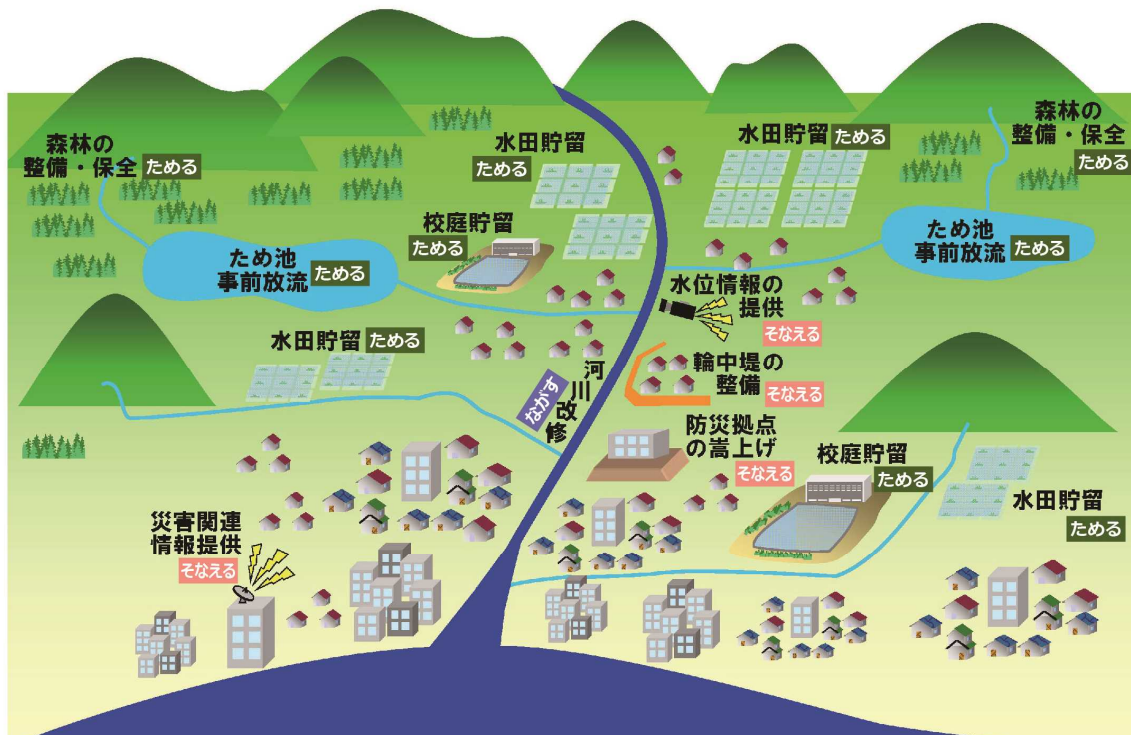 森林の
整備・保全 ためる
水田貯留
ためる
水田貯留 ためる
森林の
整備・保全
ためる
校庭貯留
ためる
ため池
事前放流 ためる
ため池
事前放流 ためる
水位情報の
提供
そなえる
水田貯留 ためる
河川改修
ながす
輪中堤の
整備 そなえる
防災拠点
の嵩上げ
そなえる
校庭貯留
ためる
水田貯留
ためる
災害関連
情報提供
そなえる